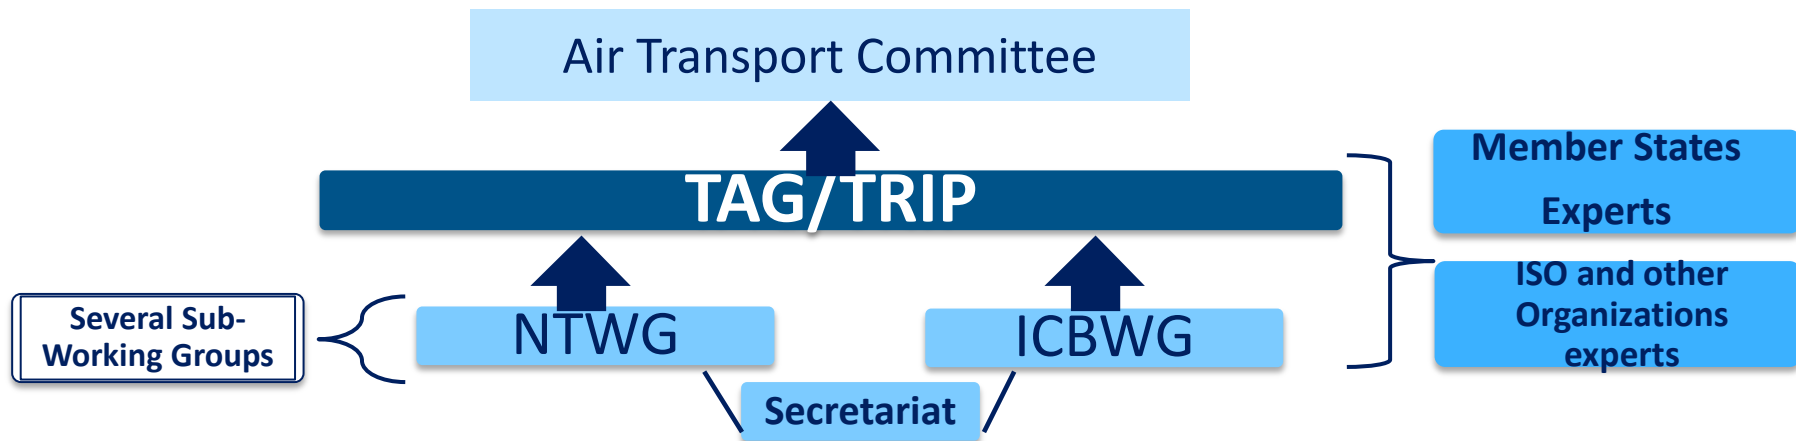 Air Transport Committee
TAG/TRIP
Member States
Experts
ISO and other
Organizations
experts
Several Sub-
Working Groups
NTWG
ICBWG
Secretariat